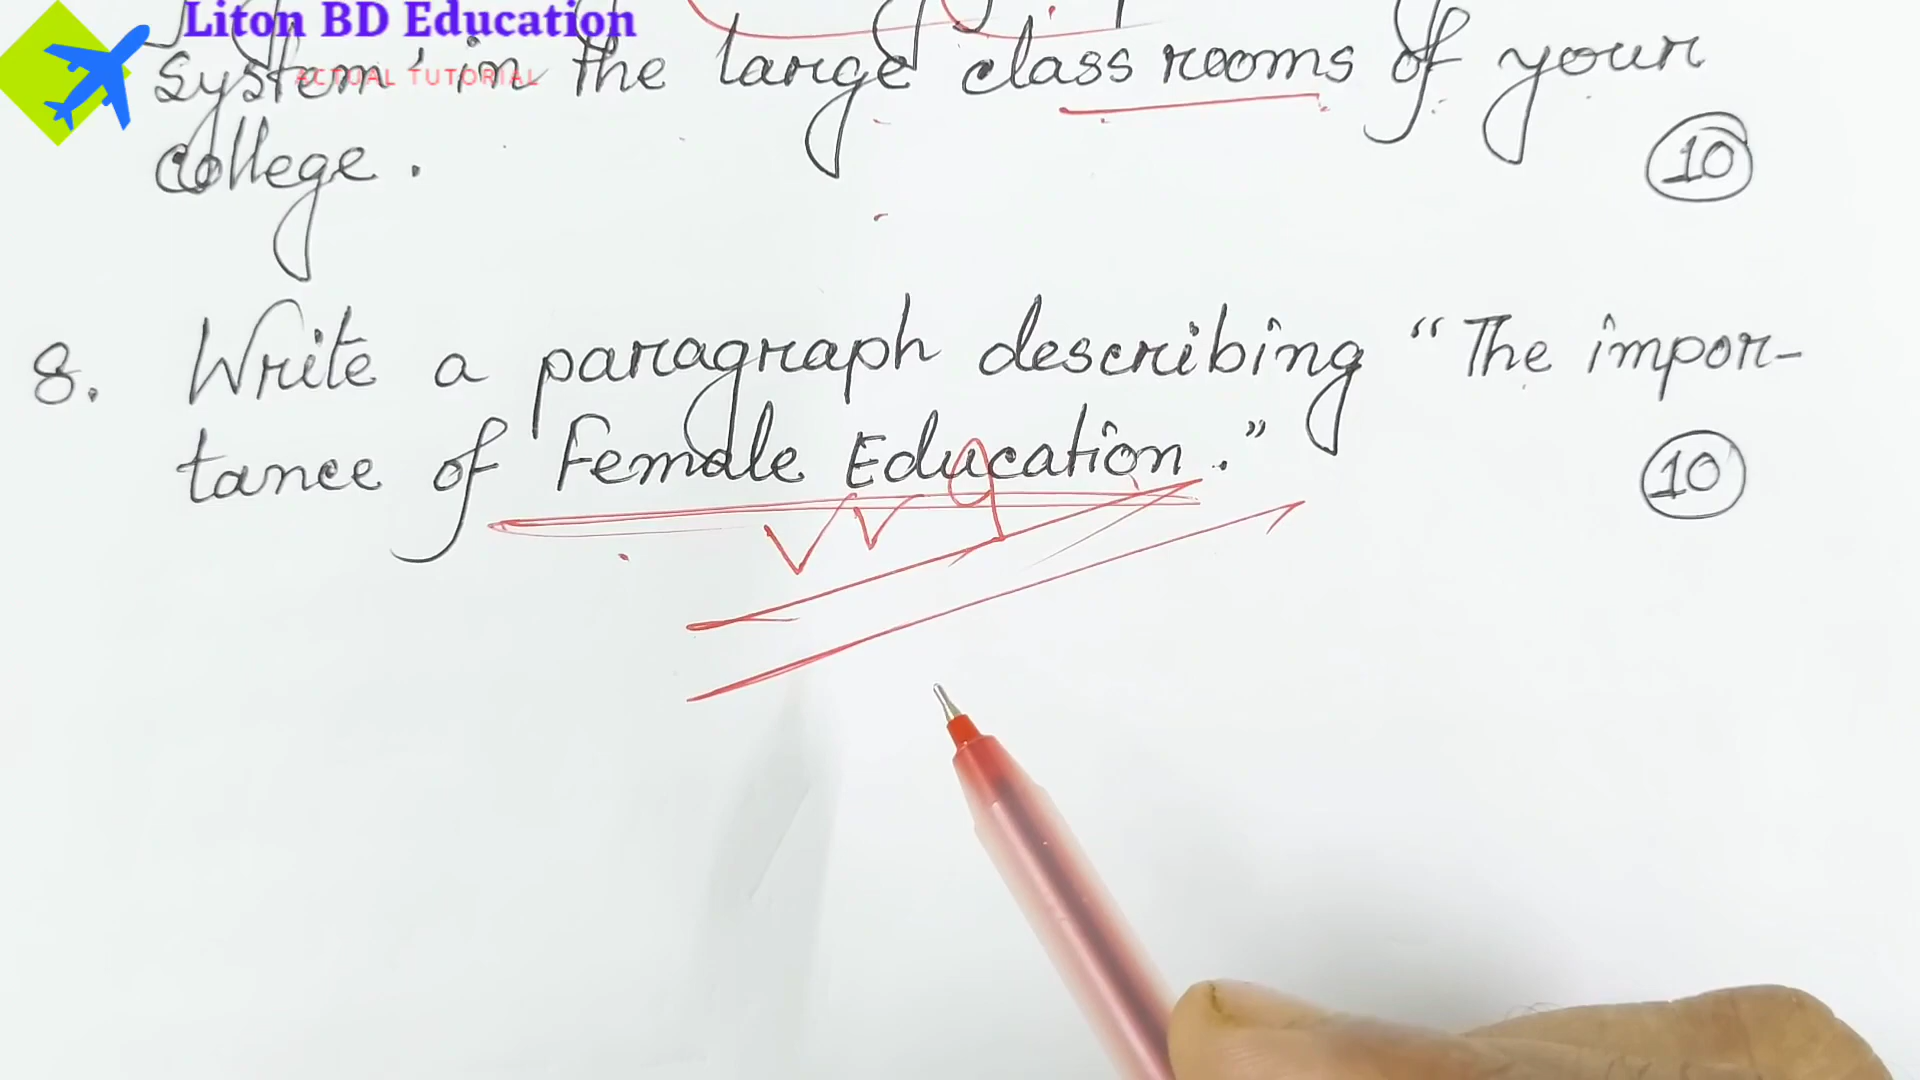 Liton BD Education
ACTUAL TUTORIAL
system' in the large class rooms of your
college.
10
8. Write a paragraph describing “The impor-
tance of Female Education.”
10